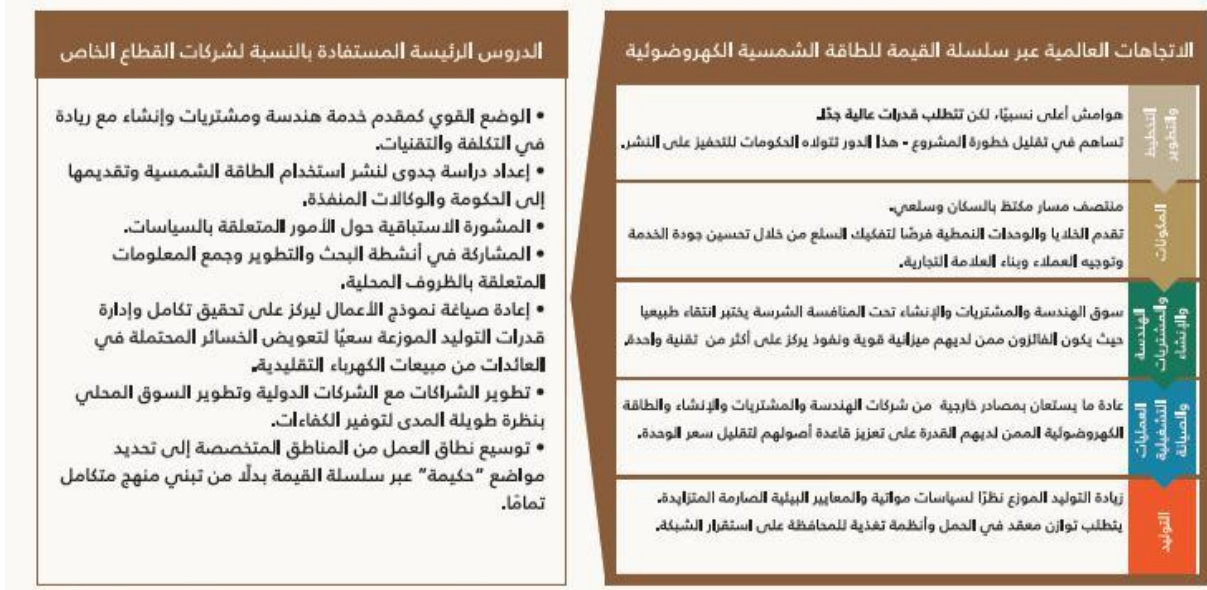 الاتجاهات العالمية عبر سلسلة القيمة للطاقة الشمسية الكهروضوئية
التخطيط
والتطوير
هوامش أعلى نسبيًا، لكن تتطلب قدرات عالية جدًا.
تساهم في تقليل خطورة المشروع - هذا الدور تتولاه الحكومات للتحفيز على النشر.
المكونات
منتصف مسار مكتظ بالسكان وسلعي.
تقدم الخلايا والوحدات النمطية فرصًا لتفكيك السلع من خلال تحسين جودة الخدمة
وتوجيه العملاء وبناء العلامة التجارية.
الهندسة
والمشتريات
والإنشاء
سوق الهندسة والمشتريات والإنشاء تحت المنافسة الشرسة يختبر انتقاء طبيعيا
حيث يكون الفائزون ممن لديهم ميزانية قوية ونفوذ يركز على أكثر من تقنية واحدة.
العمليات
التشغيلية
والصيانة
عادة ما يستعان بمصادر خارجية من شركات الهندسة والمشتريات والإنشاء والطاقة
الكهروضوئية الممن لديهم القدرة على تعزيز قاعدة أصولهم لتقليل سعر الوحدة.
التوليد
زيادة التوليد الموزع نظرًا لسياسات مواتية والمعايير البيئية الصارمة المتزايدة.
يتطلب توازن معقد في الحمل وأنظمة تغذية للمحافظة على استقرار الشبكة.
الدروس الرئيسة المستفادة بالنسبة لشركات القطاع الخاص
• الوضع القوي كمقدم خدمة هندسة ومشتريات وإنشاء مع ريادة
في التكلفة والتقنيات.
• إعداد دراسة جدوى لنشر استخدام الطاقة الشمسية وتقديمها
إلى الحكومة والوكالات المنفذة.
• المشورة الاستباقية حول الأمور المتعلقة بالسياسات.
• المشاركة في أنشطة البحث والتطوير وجمع المعلومات
المتعلقة بالظروف المحلية.
• إعادة صياغة نموذج الأعمال ليركز على تحقيق تكامل وإدارة
قدرات التوليد الموزعة سعيًا لتعويض الخسائر المحتملة في
العائدات من مبيعات الكهرباء التقليدية.
• تطوير الشراكات مع الشركات الدولية وتطوير السوق المحلي
بنظرة طويلة المدى لتوفير الكفاءات.
• توسيع نطاق العمل من المناطق المتخصصة إلى تحديد
مواضع “حكيمة” عبر سلسلة القيمة بدلًا من تبني منهج متكامل
تمامًا.